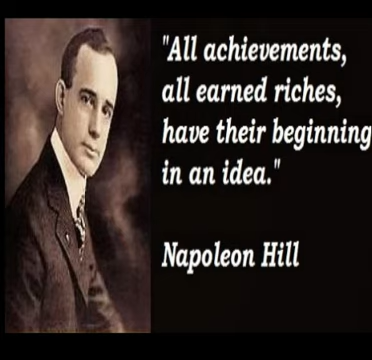 "All achievements,
all earned riches,
have their beginning
in an idea."
Napoleon Hill